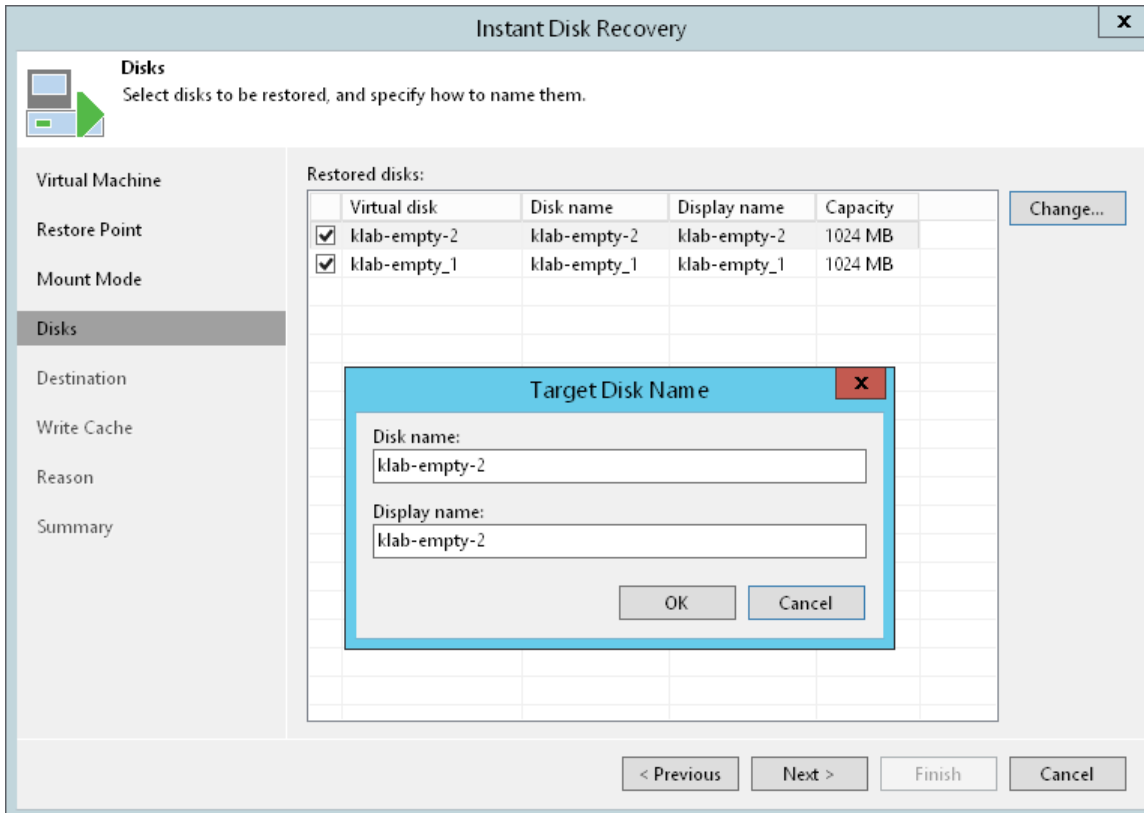 Instant Disk Recovery
x
Disks
Select disks to be restored, and specify how to name them.
Virtual Machine
Restore Point
Mount Mode
Disks
Destination
Write Cache
Reason
Summary
Restored disks:
Virtual disk Disk name Display name Capacity
klab-empty-2 klab-empty-2 klab-empty-2 1024 MB
klab-empty_1 klab-empty_1 klab-empty_1 1024 MB
Change...
Target Disk Name
x
Disk name:
klab-empty-2
Display name:
klab-empty-2
OK Cancel
< Previous Next > Finish Cancel